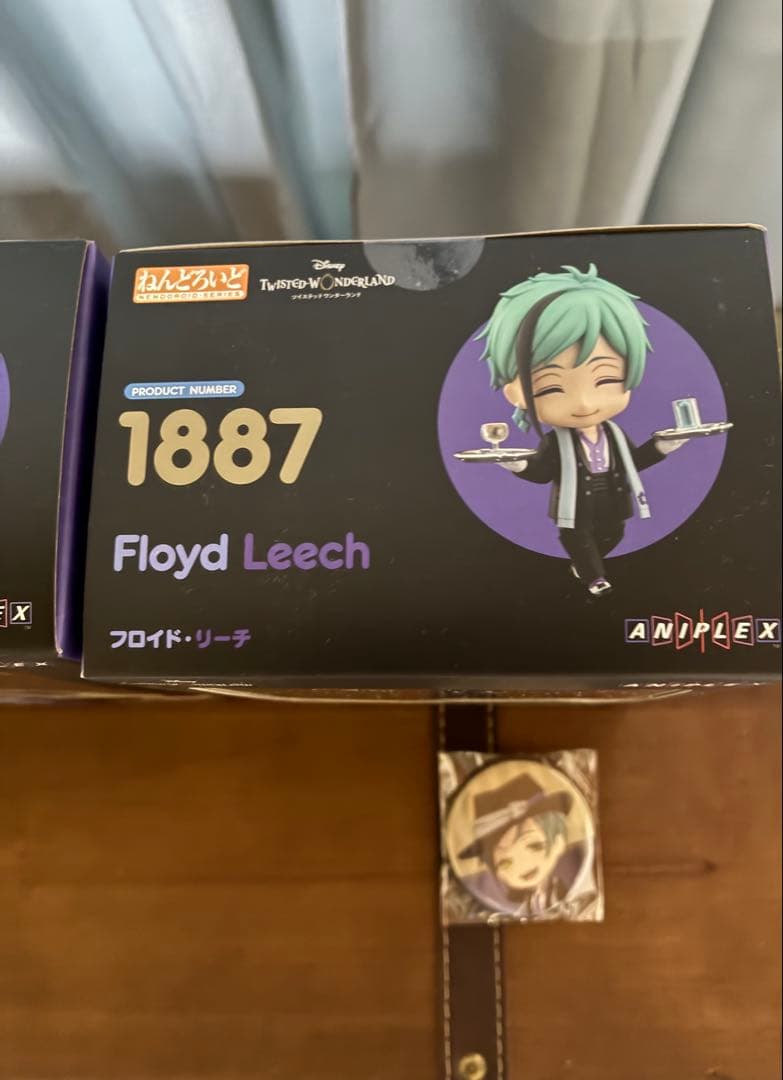 ねんどろいど
NENDOROID-SERIES
Disney
TWISTED-WONDERLAND
ツイステッドワンダーランド
PRODUCT NUMBER
1887
Floyd Leech
フロイド・リーチ
ANIPLEX
EX